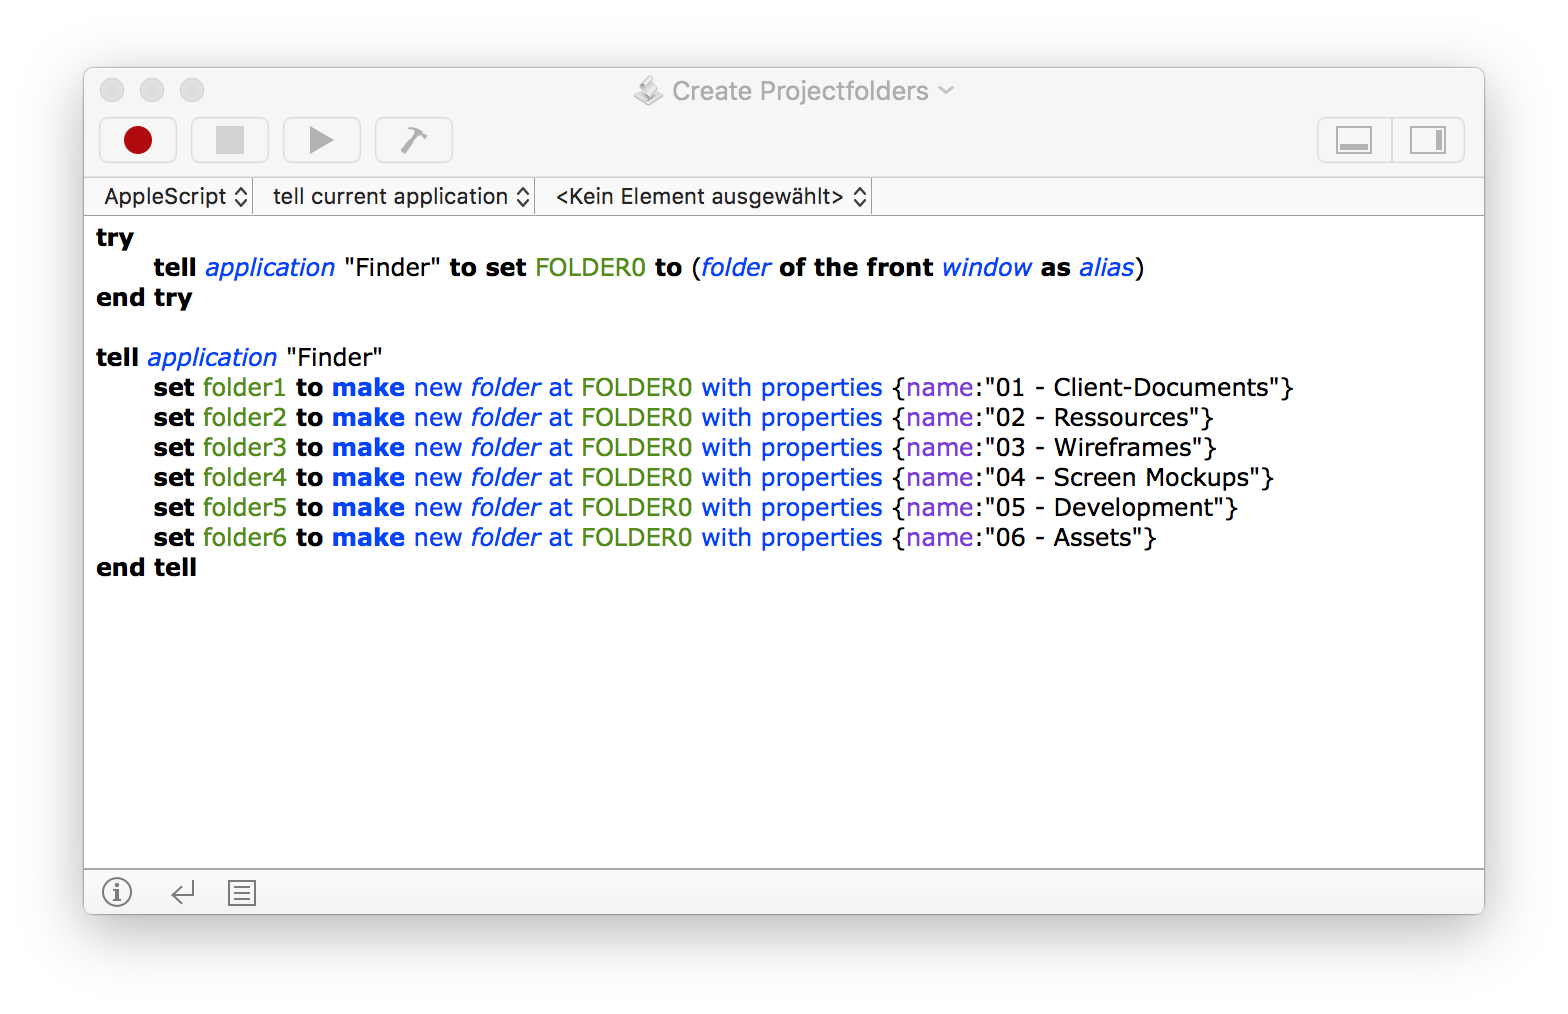 Create Projectfolders
AppleScript tell current application <Kein Element ausgewählt>
try
tell application "Finder" to set FOLDER0 to (folder of the front window as alias)
end try
tell application "Finder"
set folder1 to make new folder at FOLDER0 with properties {name:"01 - Client-Documents"}
set folder2 to make new folder at FOLDER0 with properties {name:"02 - Ressources"}
set folder3 to make new folder at FOLDER0 with properties {name:"03 - Wireframes"}
set folder4 to make new folder at FOLDER0 with properties {name:"04 - Screen Mockups"}
set folder5 to make new folder at FOLDER0 with properties {name:"05 - Development"}
set folder6 to make new folder at FOLDER0 with properties {name:"06 - Assets"}
end tell